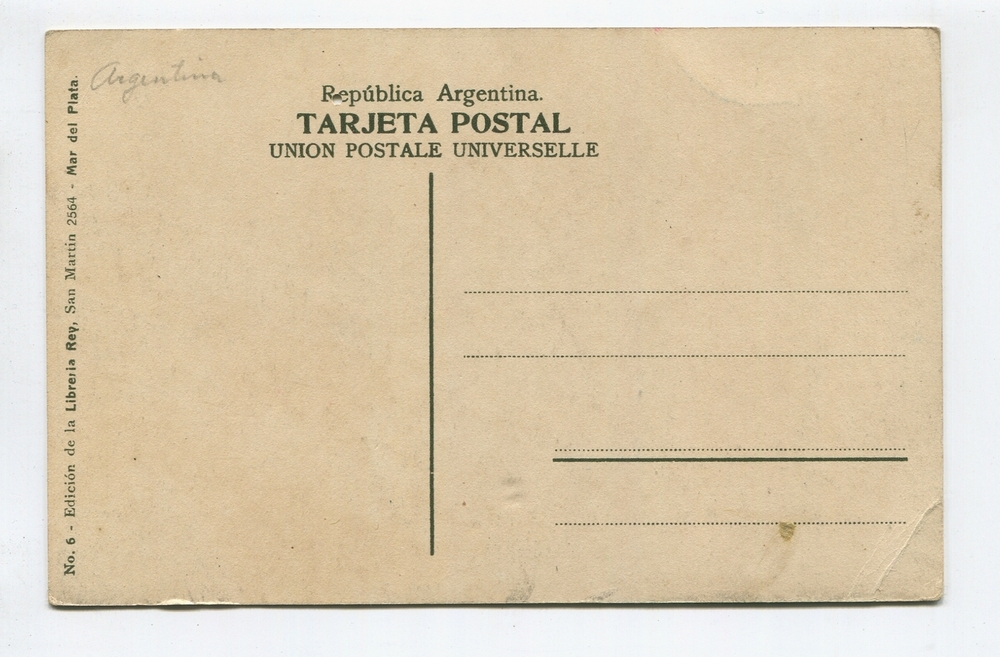 Argentina
República Argentina.
TARJETA POSTAL
UNION POSTALE UNIVERSELLE
No. 6 - Edición de la Libreria Rey, San Martin 2564 - Mar del Plata.